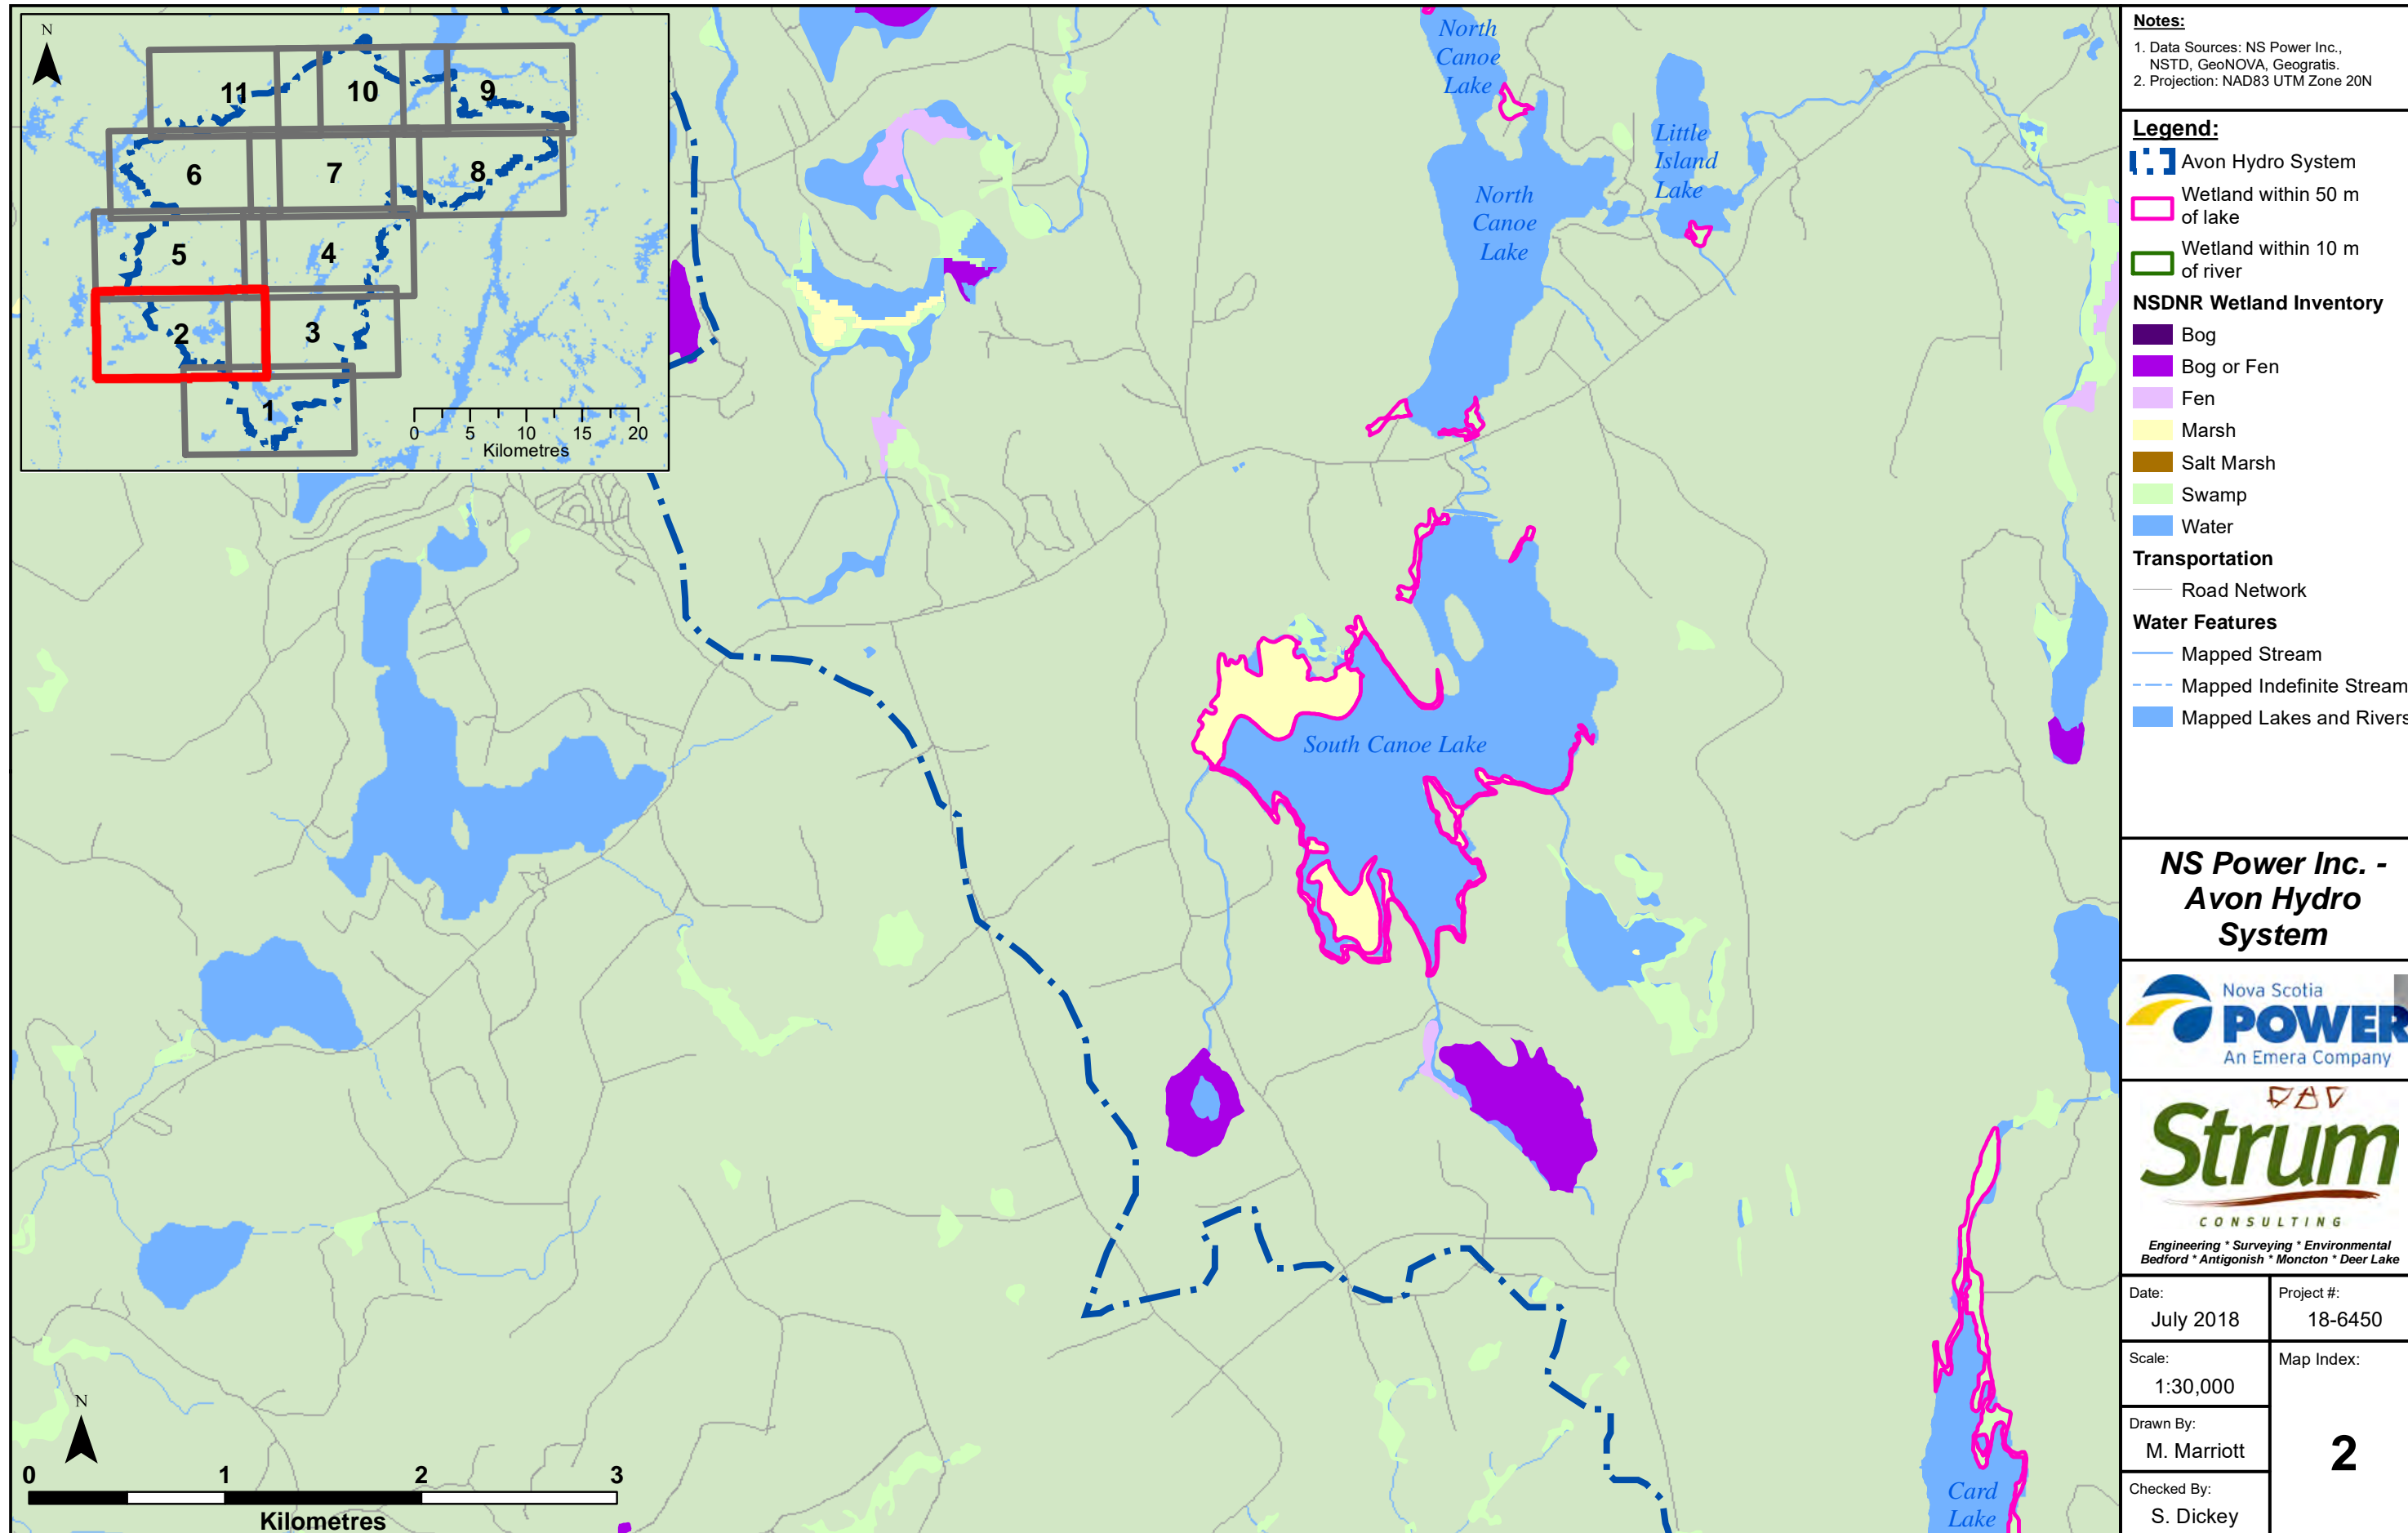 N
11
10
9
6
7
8
5
4
2
3
1
0 5 10 15 20
Kilometres
North
Canoe
Lake
Little
Island
Lake
North
Canoe
Lake
South Canoe Lake
Card
Lake
N
0 1 2 3
Kilometres
Notes:
1. Data Sources: NS Power Inc.,
NSTD, GeoNOVA, Geogratis.
2. Projection: NAD83 UTM Zone 20N
Legend:
Avon Hydro System
Wetland within 50 m
of lake
Wetland within 10 m
of river
NSDNR Wetland Inventory
Bog
Bog or Fen
Fen
Marsh
Salt Marsh
Swamp
Water
Transportation
Road Network
Water Features
Mapped Stream
Mapped Indefinite Stream
Mapped Lakes and Rivers
NS Power Inc. -
Avon Hydro
System
Nova Scotia
POWER
An Emera Company
Strum
CONSULTING
Engineering * Surveying * Environmental
Bedford * Antigonish * Moncton * Deer Lake
Date:
July 2018
Project #:
18-6450
Scale:
1:30,000
Map Index:
2
Drawn By:
M. Marriott
Checked By:
S. Dickey